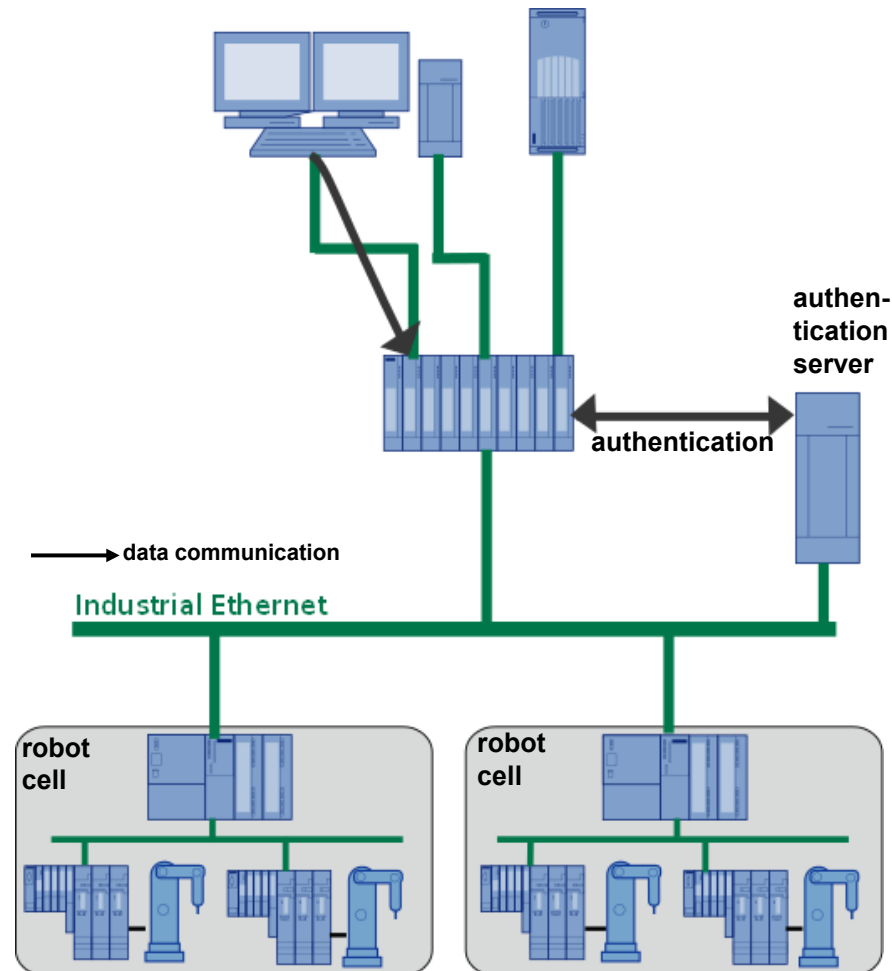 authen-
tication
server
authentication
data communication
Industrial Ethernet
robot
cell
robot
cell